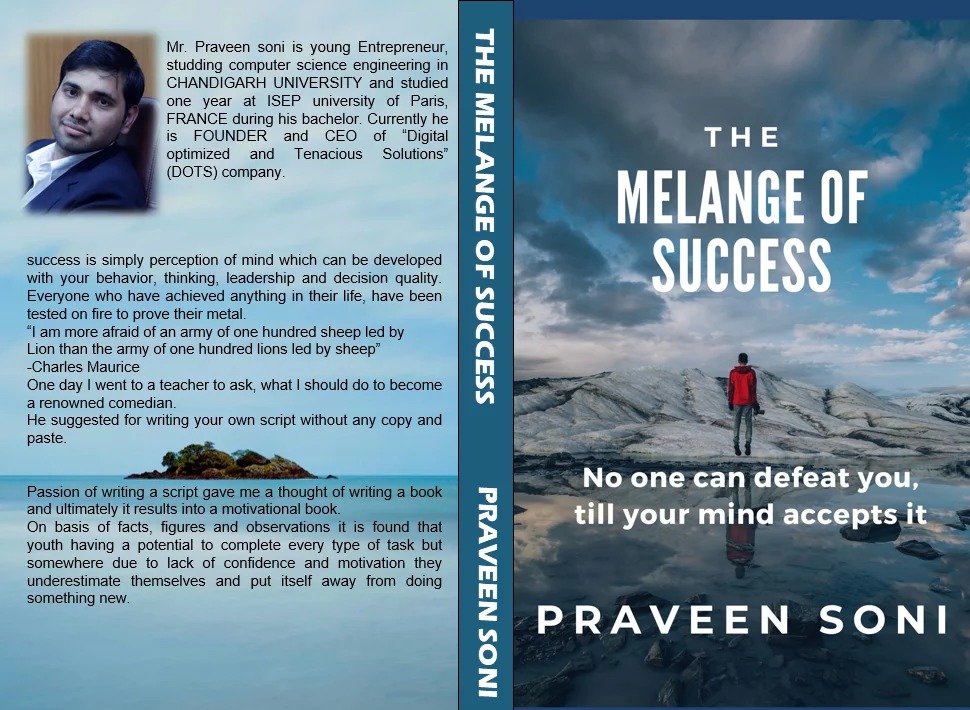 Mr. Praveen soni is young Entrepreneur,
studding computer science engineering in
CHANDIGARH UNIVERSITY and studied
one year at ISEP university of Paris,
FRANCE during his bachelor. Currently he
is FOUNDER and CEO of “Digital
optimized and Tenacious Solutions”
(DOTS) company.
success is simply perception of mind which can be developed
with your behavior, thinking, leadership and decision quality.
Everyone who have achieved anything in their life, have been
tested on fire to prove their metal.
“I am more afraid of an army of one hundred sheep led by
Lion than the army of one hundred lions led by sheep”
-Charles Maurice
One day I went to a teacher to ask, what I should do to become
a renowned comedian.
He suggested for writing your own script without any copy and
paste.
Passion of writing a script gave me a thought of writing a book
and ultimately it results into a motivational book.
On basis of facts, figures and observations it is found that
youth having a potential to complete every type of task but
somewhere due to lack of confidence and motivation they
underestimate themselves and put itself away from doing
something new.
THE MELANGE OF SUCCESS
PRAVEEN SONI
THE
MELANGE OF
SUCCESS
No one can defeat you,
till your mind accepts it
PRAVEEN SONI